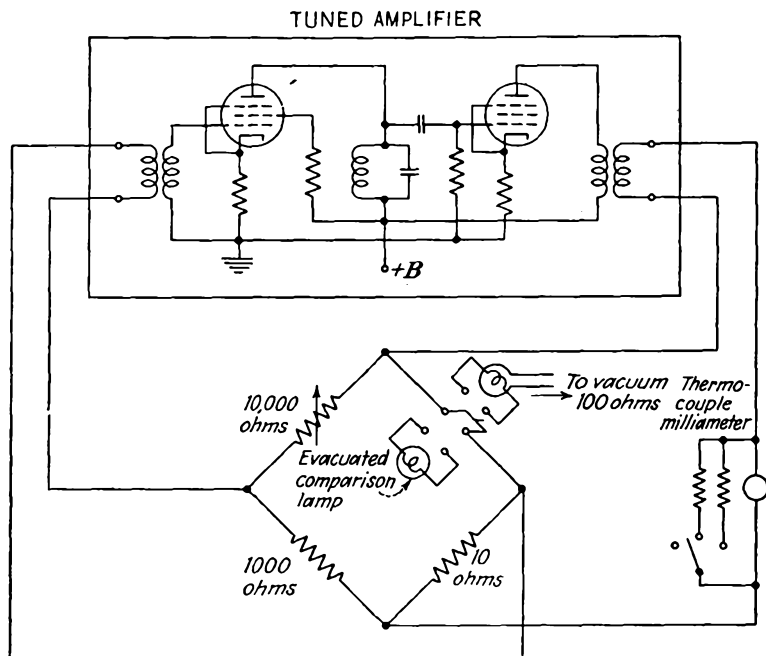 TUNED AMPLIFIER
+B
10,000
ohms
Evacuated
comparison
lamp
To vacuum
100 ohms
Thermo-
couple
milliameter
1000
ohms
10
ohms